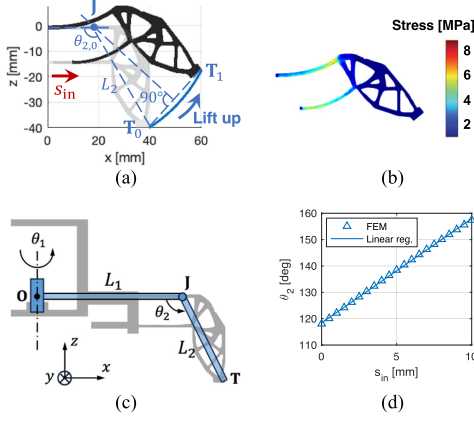 J
0
-10
-20
-30
-40
z [mm]
θ2,0
sin
L2
90°
T1
T0
Lift up
0
20
40
60
x [mm]
(a)
Stress [MPa]
8
6
4
2
(b)
θ1
O
L1
J
θ2
L2
T
z
y
x
(c)
160
150
140
130
120
110
θ2 [deg]
FEM
Linear reg.
0
5
10
sin [mm]
(d)